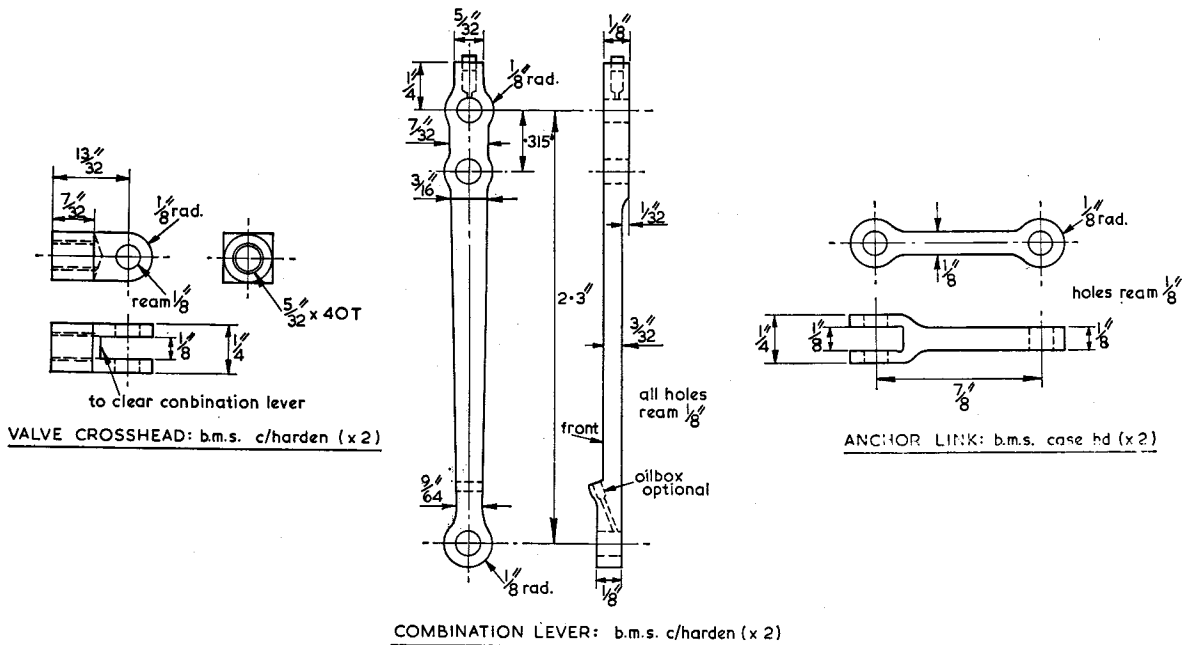 13/32"
7/32"
1/8" rad.
ream 1/8"
5/32" x 40T
1/8"
1/4"
to clear conbination lever
VALVE CROSSHEAD: b.m.s. c/harden (x 2)
5/32"
1/4"
1/8" rad.
7/32"
.315"
3/16"
2.3"
9/64"
1/8" rad.
1/8"
1/32"
3/32"
all holes
ream 1/8"
front
oilbox
optional
1/8"
COMBINATION LEVER: b.m.s. c/harden (x 2)
1/8" rad.
1/8"
holes ream 1/8"
1/4"
1/8"
1/8"
7/8"
ANCHOR LINK: b.m.s. case hd (x 2)